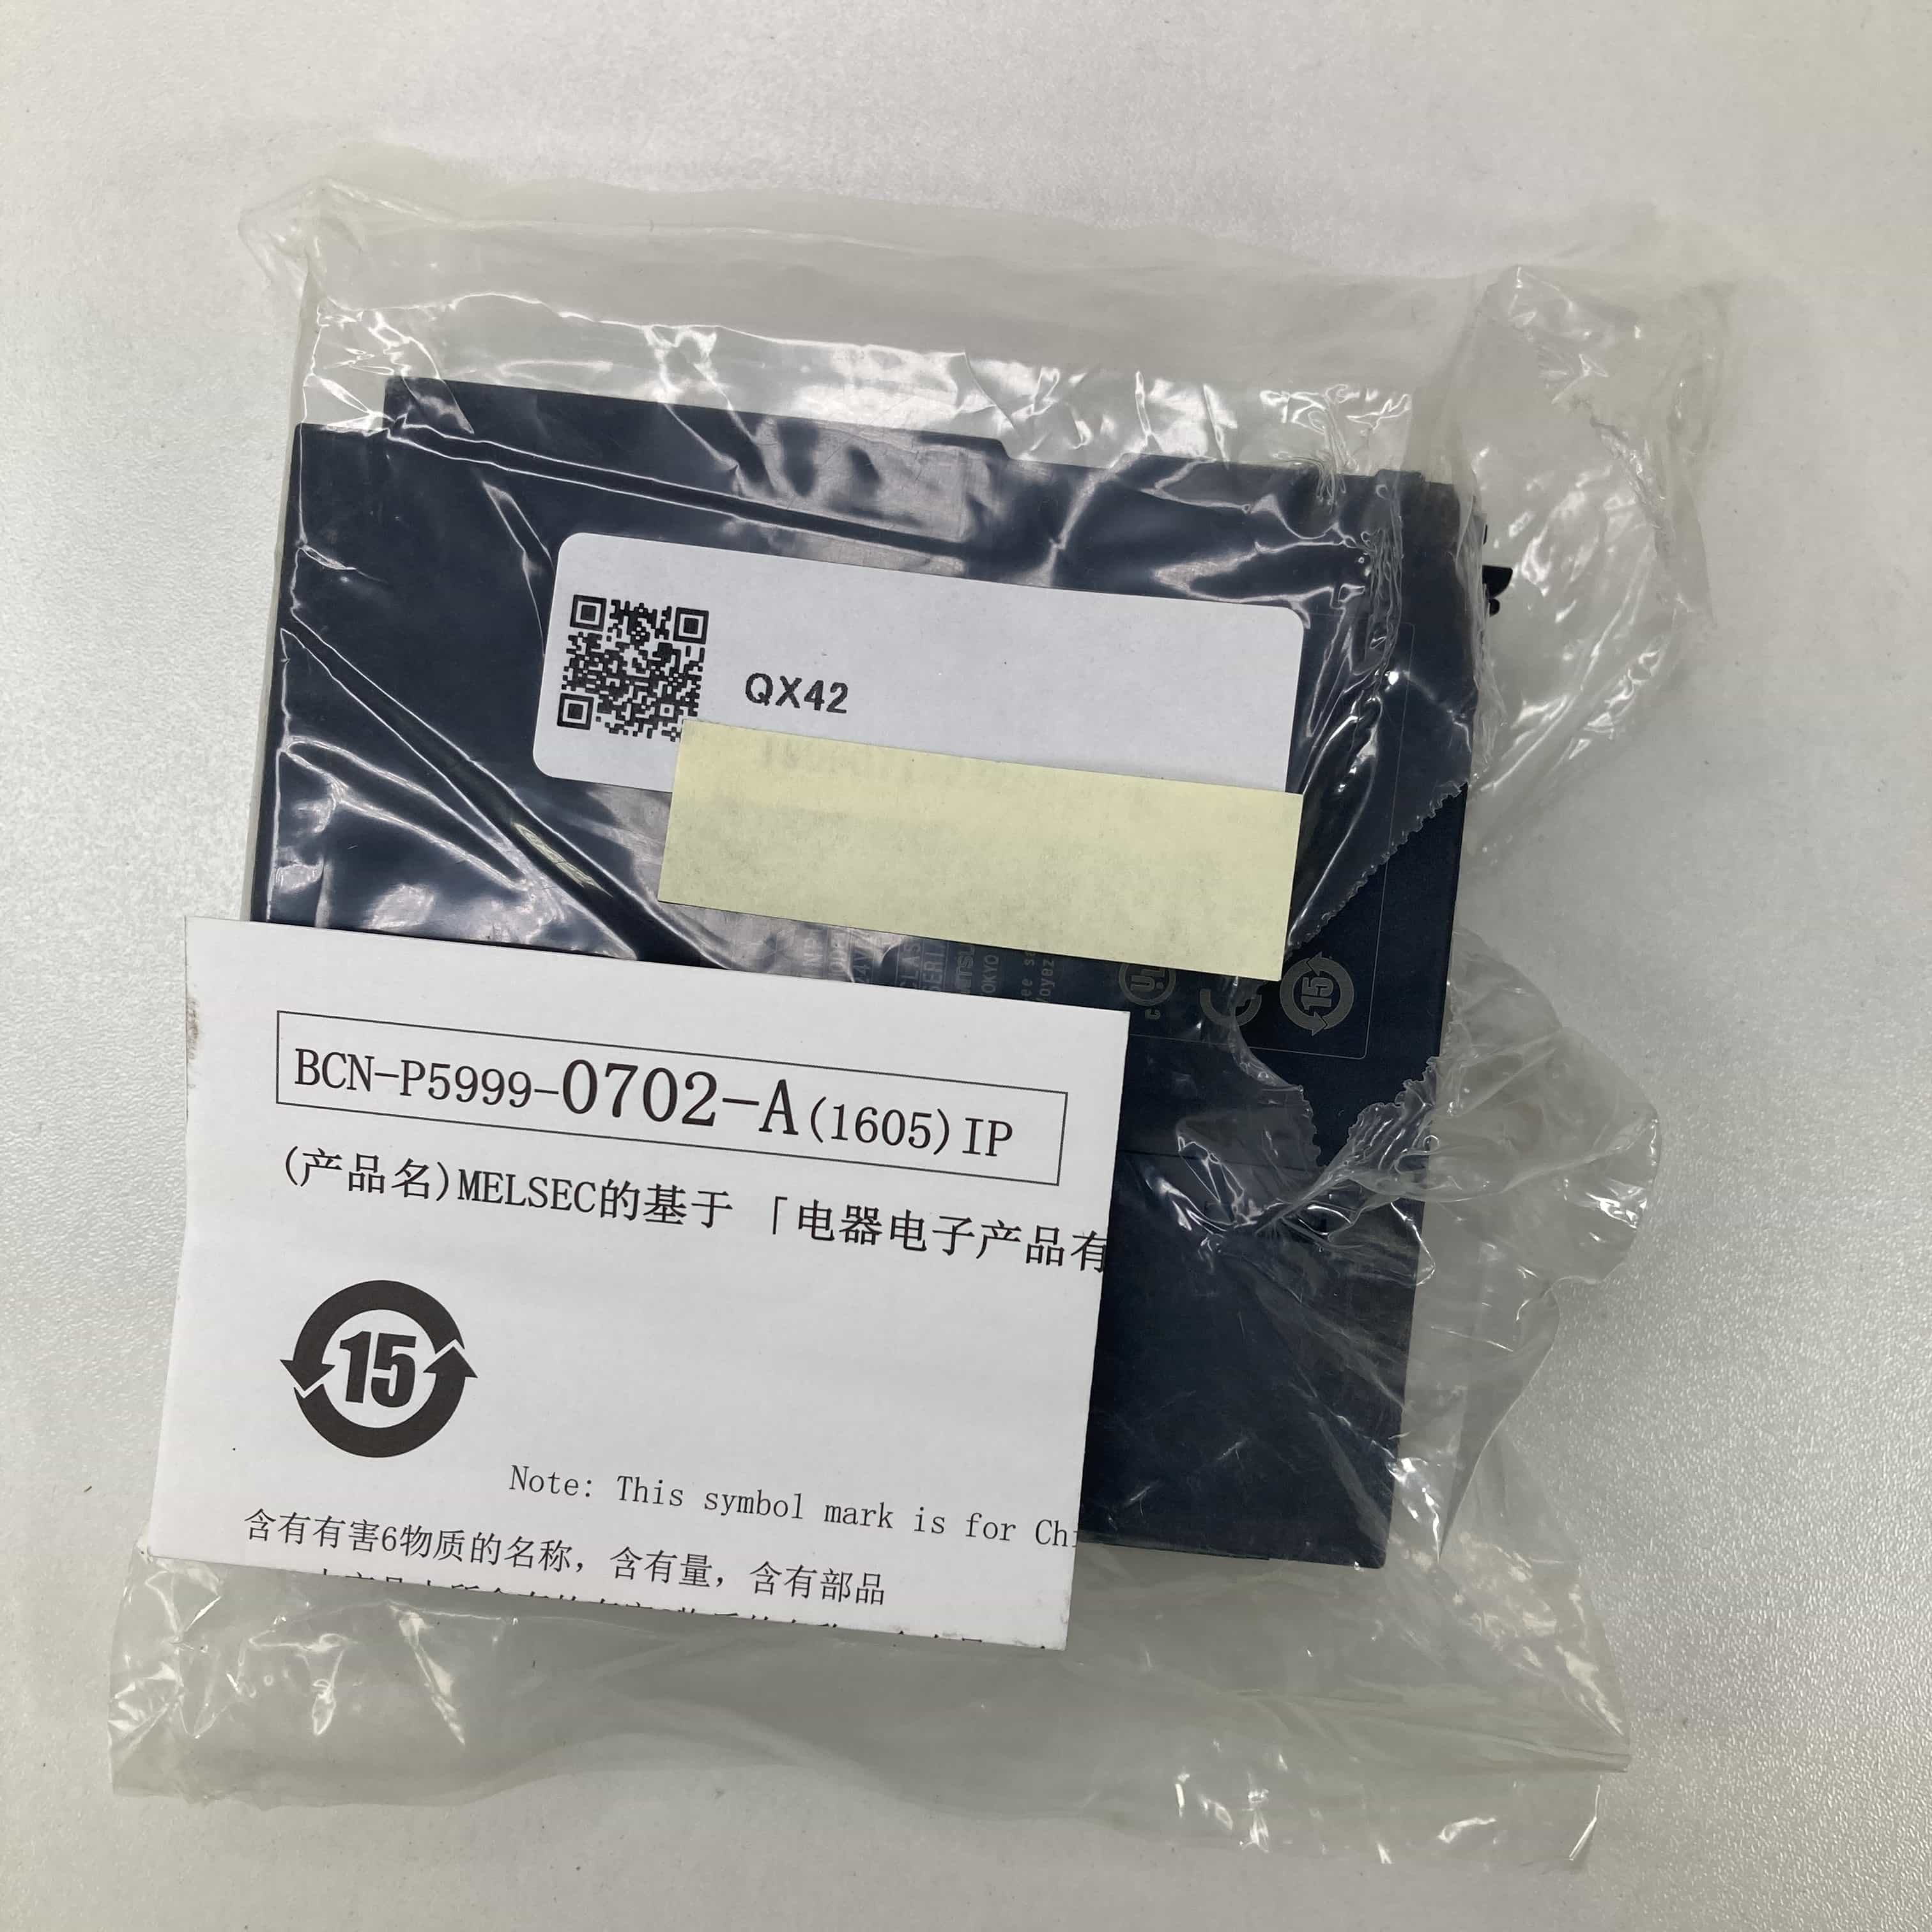 QX42
BCN-P5999-0702-A(1605)IP
(产品名)MELSEC的基于「电器电子产品有
15
Note: This symbol mark is for Ch
含有有害6物质的名称，含有量，含有部品
15